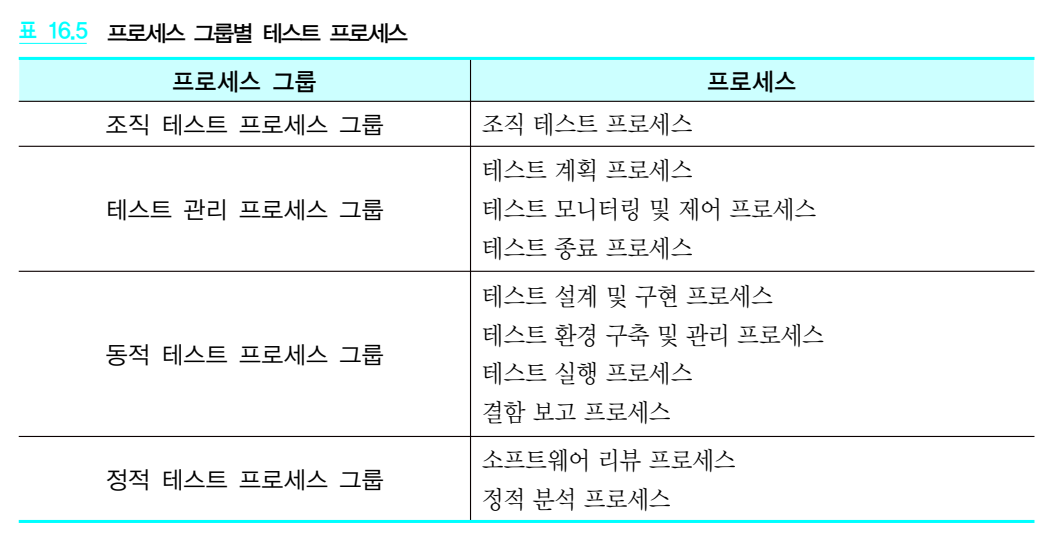 표 16.5 프로세스 그룹별 테스트 프로세스
프로세스 그룹 프로세스
조직 테스트 프로세스 그룹 조직 테스트 프로세스
테스트 관리 프로세스 그룹
테스트 계획 프로세스
테스트 모니터링 및 제어 프로세스
테스트 종료 프로세스
동적 테스트 프로세스 그룹
테스트 설계 및 구현 프로세스
테스트 환경 구축 및 관리 프로세스
테스트 실행 프로세스
결함 보고 프로세스
정적 테스트 프로세스 그룹
소프트웨어 리뷰 프로세스
정적 분석 프로세스